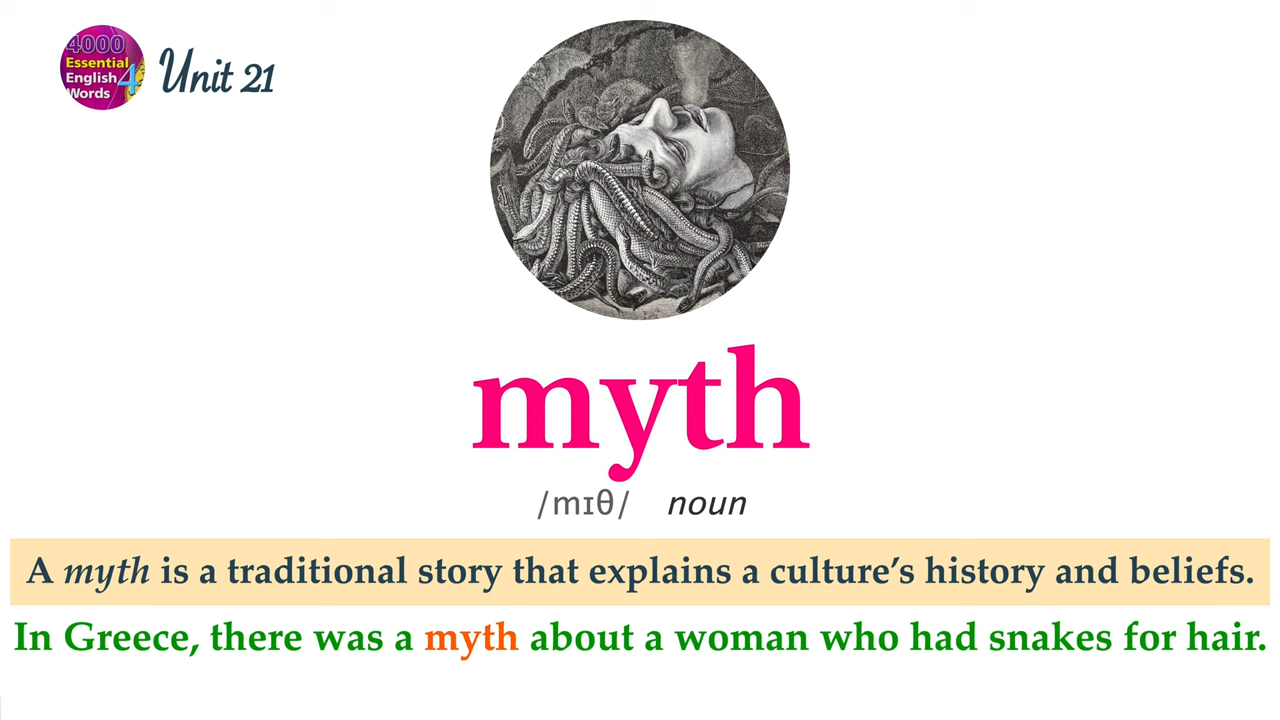 4000
Essential
English
Words 4
Unit 21
myth
/mɪθ/ noun
A myth is a traditional story that explains a culture’s history and beliefs.
In Greece, there was a myth about a woman who had snakes for hair.